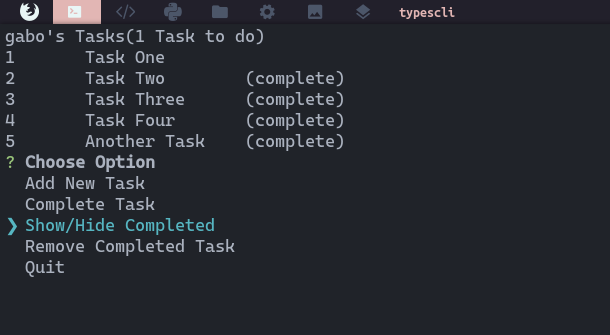 typescli
gabo's Tasks(1 Task to do)
1 Task One
2 Task Two (complete)
3 Task Three (complete)
4 Task Four (complete)
5 Another Task (complete)
? Choose Option
Add New Task
Complete Task
❯ Show/Hide Completed
Remove Completed Task
Quit